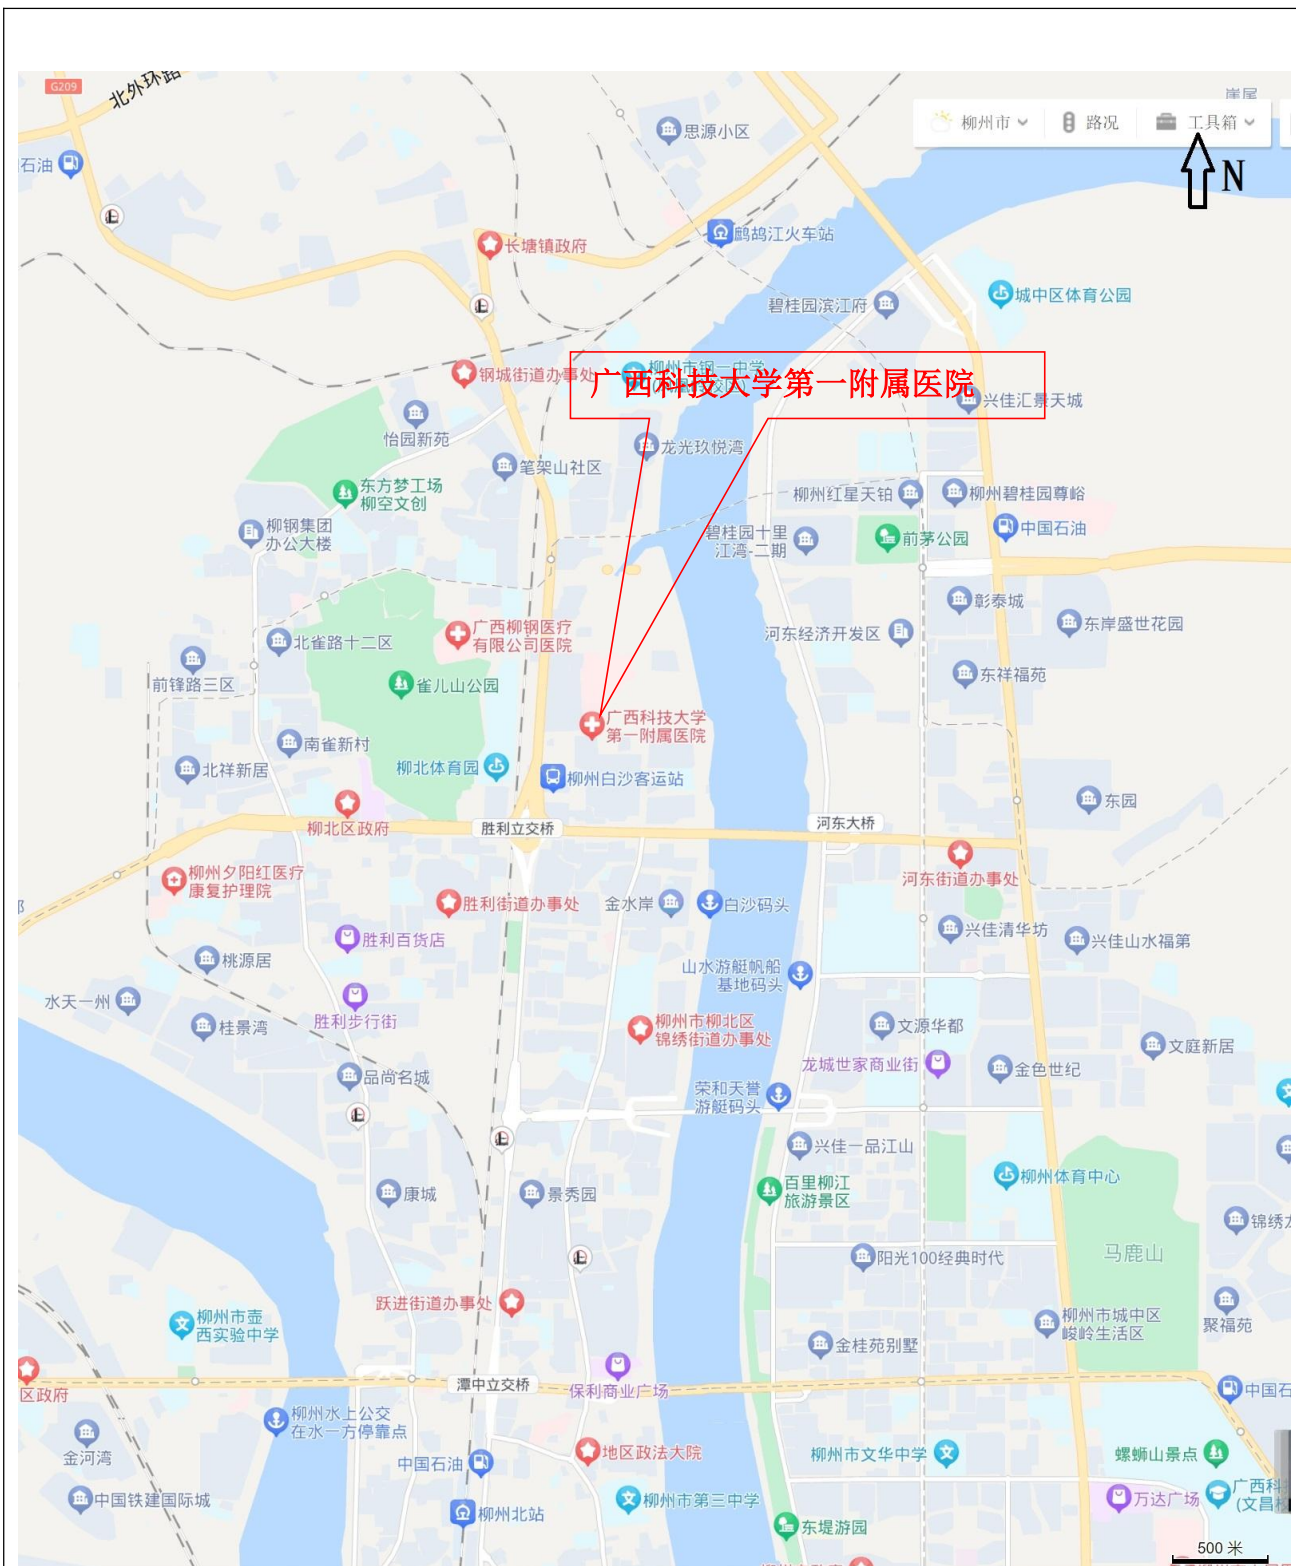 G209
北外环路
崖尾
柳州市
路况
工具箱
N
思源小区
石油
鹧鸪江火车站
长塘镇政府
城中区体育公园
碧桂园滨江府
柳州市钢一中学
广西科技大学第一附属医院
钢城街道办事处
兴佳汇景天城
怡园新苑
龙光玖悦湾
笔架山社区
东方梦工场
柳空文创
柳州红星天铂
柳州碧桂园尊峪
柳钢集团
办公大楼
碧桂园十里
江湾-二期
前茅公园
中国石油
彰泰城
广西柳钢医疗
有限公司医院
北雀路十二区
河东经济开发区
东岸盛世花园
前锋路三区
雀儿山公园
东祥福苑
广西科技大学
第一附属医院
南雀新村
北祥新居
柳北体育园
柳州白沙客运站
东园
柳北区政府
胜利立交桥
河东大桥
柳州夕阳红医疗
康复护理院
河东街道办事处
胜利街道办事处
金水岸
白沙码头
胜利百货店
兴佳清华坊
兴佳山水福第
桃源居
山水游艇帆船
基地码头
水天一州
胜利步行街
桂景湾
柳州市柳北区
锦绣街道办事处
文源华都
文庭新居
龙城世家商业街
金色世纪
品尚名城
荣和天誉
游艇码头
兴佳一品江山
康城
景秀园
百里柳江
旅游景区
柳州体育中心
锦绣龙
阳光100经典时代
马鹿山
跃进街道办事处
柳州市壶
西实验中学
柳州市城中区
峻岭生活区
聚福苑
金桂苑别墅
区政府
潭中立交桥
保利商业广场
中国石
柳州水上公交
在水一方停靠点
金河湾
中国石油
地区政法大院
柳州市文华中学
螺蛳山景点
中国铁建国际城
柳州北站
柳州市第三中学
万达广场
广西科
(文昌校
东堤游园
500 米